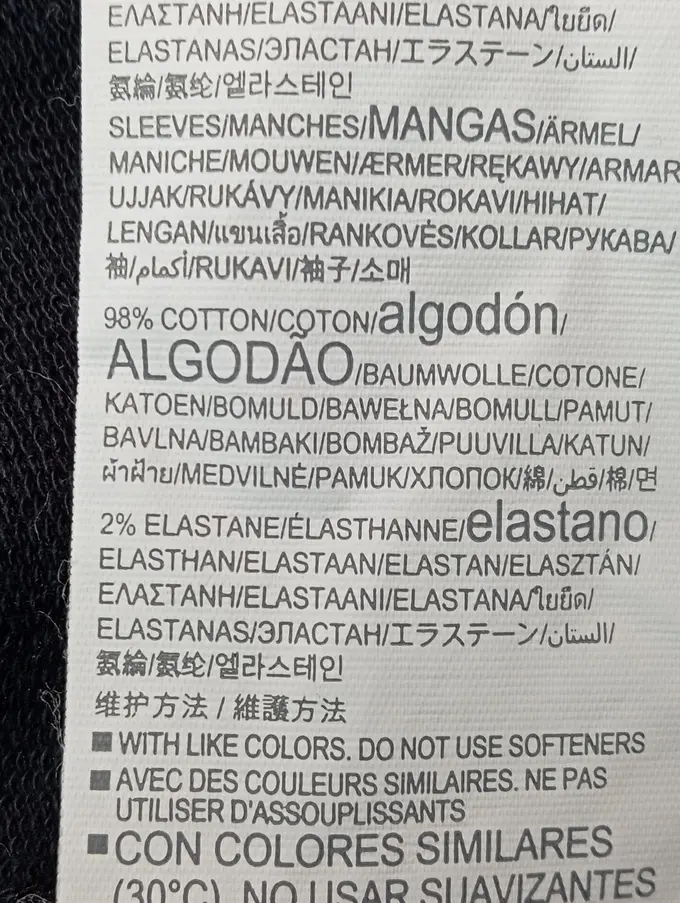 ΕΛΑΣΤΑΝΗ/ELASTAANI/ELASTANA/ใยยืด/
ELASTANAS/ЭЛАСТАН/エラステーン/الستان/
氨綸/氨纶/엘라스테인
SLEEVES/MANCHES/MANGAS/ÄRMEL/
MANICHE/MOUWEN/ÆRMER/RĘKAWY/ARMAR
UJJAK/RUKÁVY/MANIKIA/ROKAVI/HIHAT/
LENGAN/แขนเสื้อ/RANKOVĖS/KOLLAR/РУКАВА/
袖/أكمام/RUKAVI/袖子/소매
98% COTTON/COTON/algodón/
ALGODÃO/BAUMWOLLE/COTONE/
KATOEN/BOMULD/BAWEŁNA/BOMULL/PAMUT/
BAVLNA/BAMBAKI/BOMBAŽ/PUUVILLA/KATUN/
ผ้าฝ้าย/MEDVILNĖ/PAMUK/ХЛОПОК/綿/قطن/棉/면
2% ELASTANE/ÉLASTHANNE/elastano/
ELASTHAN/ELASTAAN/ELASTAN/ELASZTÁN/
ΕΛΑΣΤΑΝΗ/ELASTAANI/ELASTANA/ใยยืด/
ELASTANAS/ЭЛАСТАН/エラステーン/الستان/
氨綸/氨纶/엘라스테인
维护方法 / 維護方法
■ WITH LIKE COLORS. DO NOT USE SOFTENERS
■ AVEC DES COULEURS SIMILAIRES. NE PAS
UTILISER D'ASSOUPLISSANTS
■ CON COLORES SIMILARES
(30°C). NO USAR SUAVIZANTES